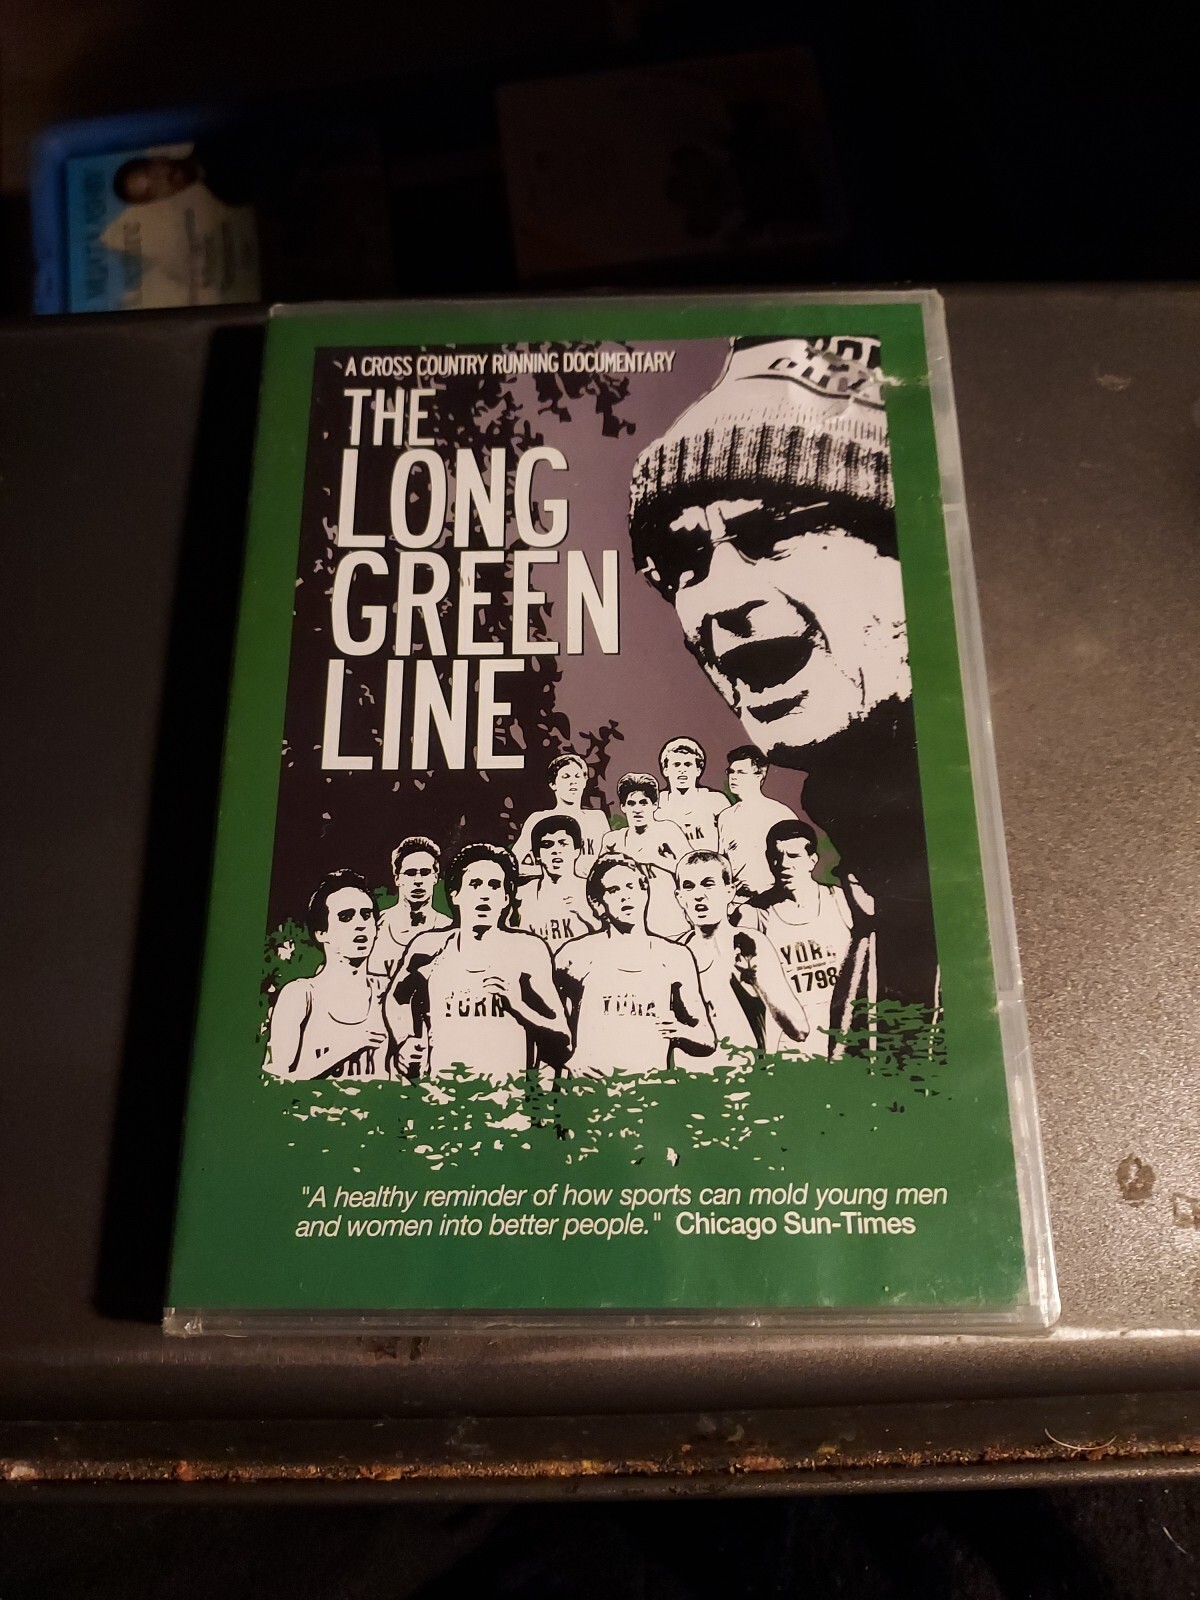 A CROSS COUNTRY RUNNING DOCUMENTARY
THE
LONG
GREEN
LINE
YORK
YORK
YORK
YORK
1798
"A healthy reminder of how sports can mold young men
and women into better people." Chicago Sun-Times